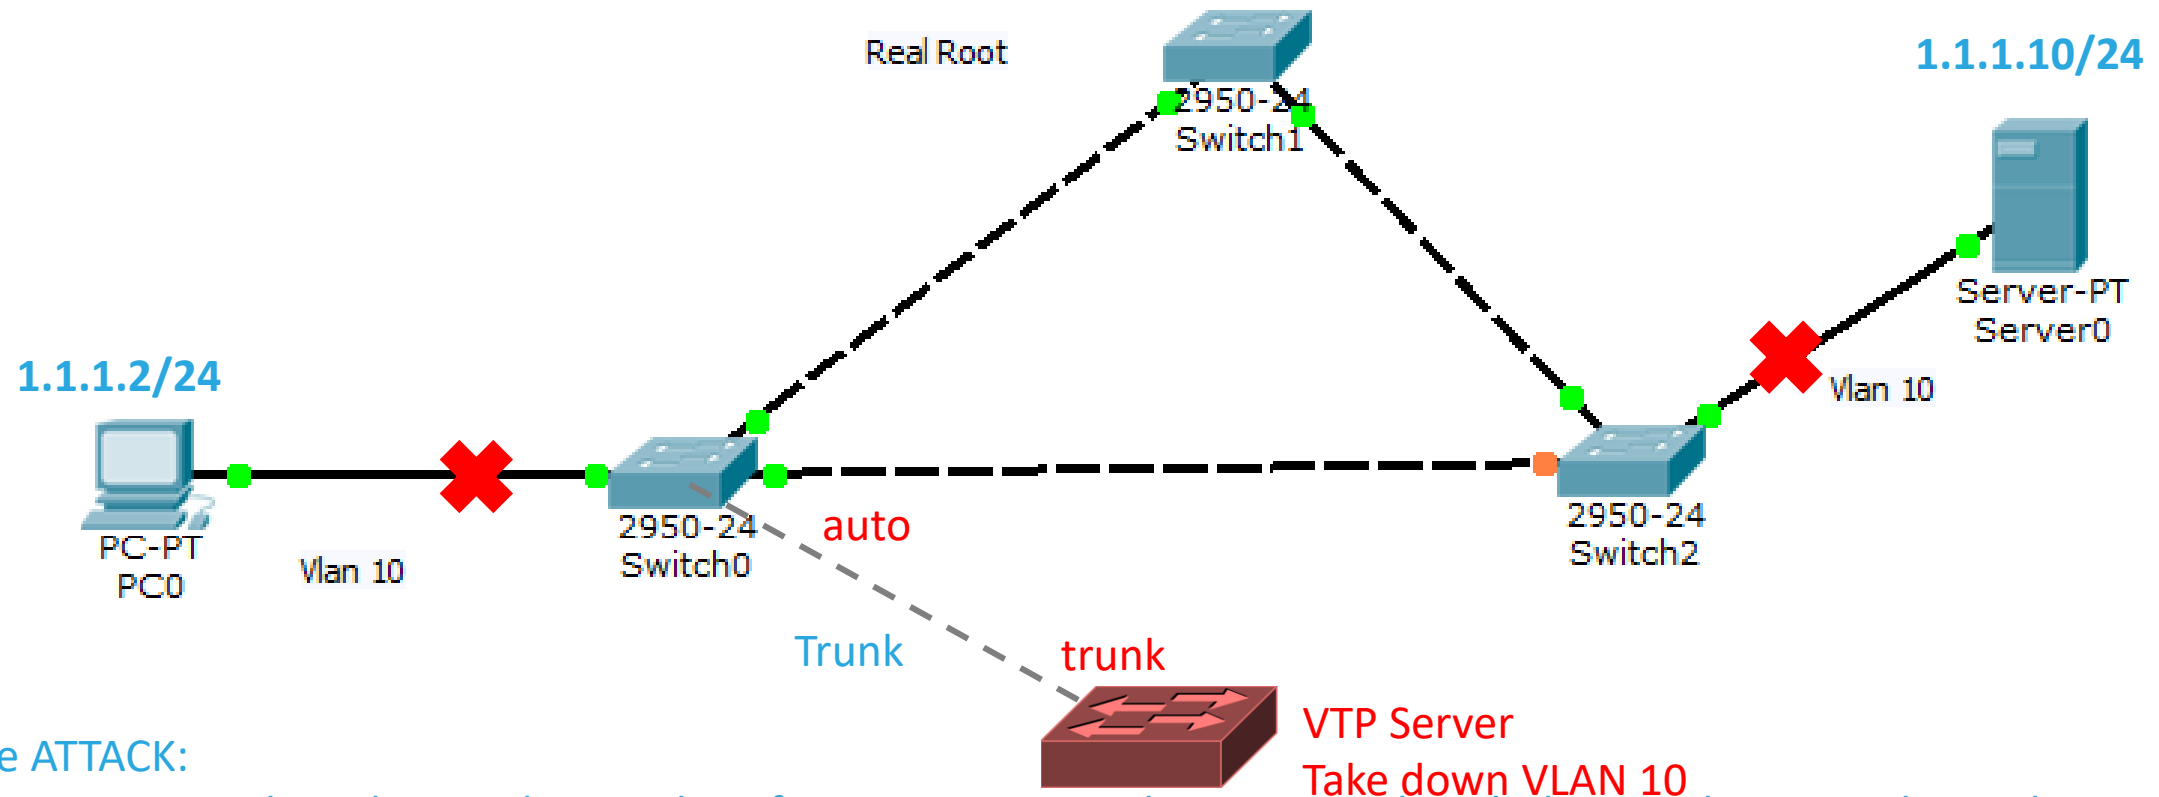 Real Root
1.1.1.10/24
2950-24
Switch1
Server-PT
Server0
1.1.1.2/24
Vlan 10
PC-PT
PC0
Vlan 10
2950-24
Switch0
auto
2950-24
Switch2
Trunk
trunk
VTP Server
Take down VLAN 10
ATTACK: